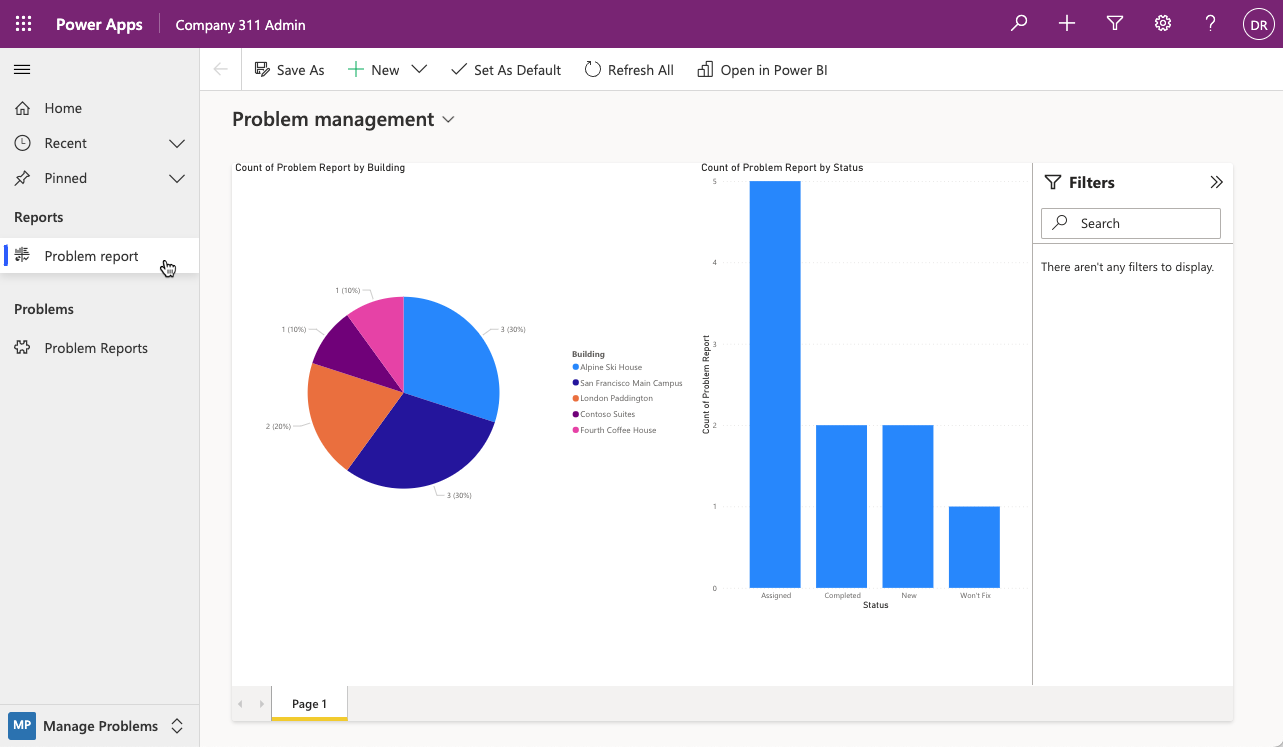 Power Apps
Company 311 Admin
?
DR
Home
Recent
Pinned
Reports
Problem report
Problems
Problem Reports
MP
Manage Problems
Save As
New
Set As Default
Refresh All
Open in Power BI
Problem management
Count of Problem Report by Building
1 (10%)
1 (10%)
3 (30%)
2 (20%)
3 (30%)
Building
Alpine Ski House
San Francisco Main Campus
London Paddington
Contoso Suites
Fourth Coffee House
Count of Problem Report by Status
Count of Problem Report
5
4
3
2
1
0
Assigned
Completed
New
Won't Fix
Status
Filters
Search
There aren't any filters to display.
Page 1